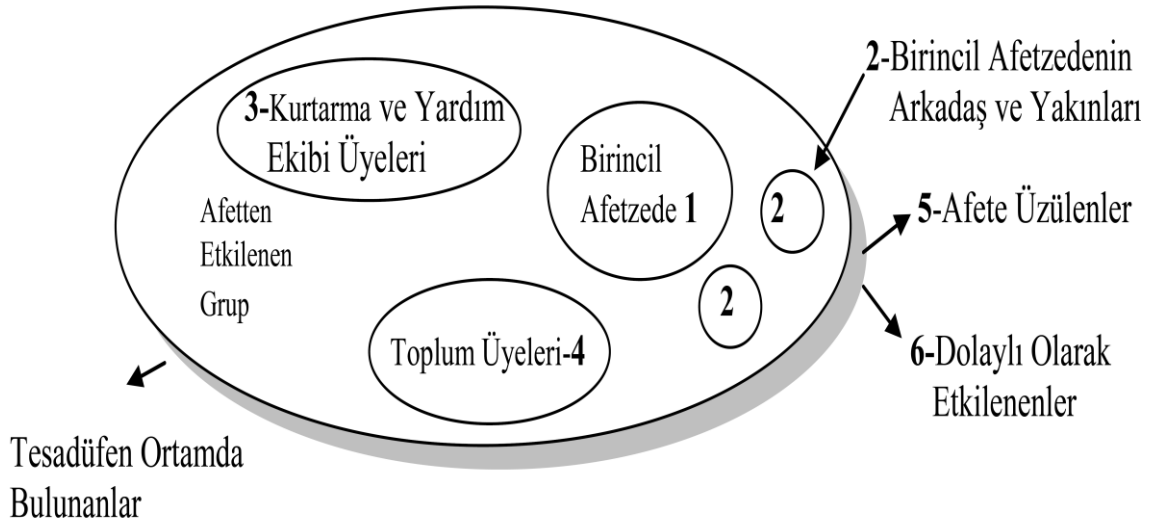 3-Kurtarma ve Yardım
Ekibi Üyeleri
Birincil
Afetzede 1
2-Birincil Afetzedenin
Arkadaş ve Yakınları
2
2
5-Afete Üzülenler
Afetten
Etkilenen
Grup
Toplum Üyeleri-4
6-Dolaylı Olarak
Etkilenenler
Tesadüfen Ortamda
Bulunanlar